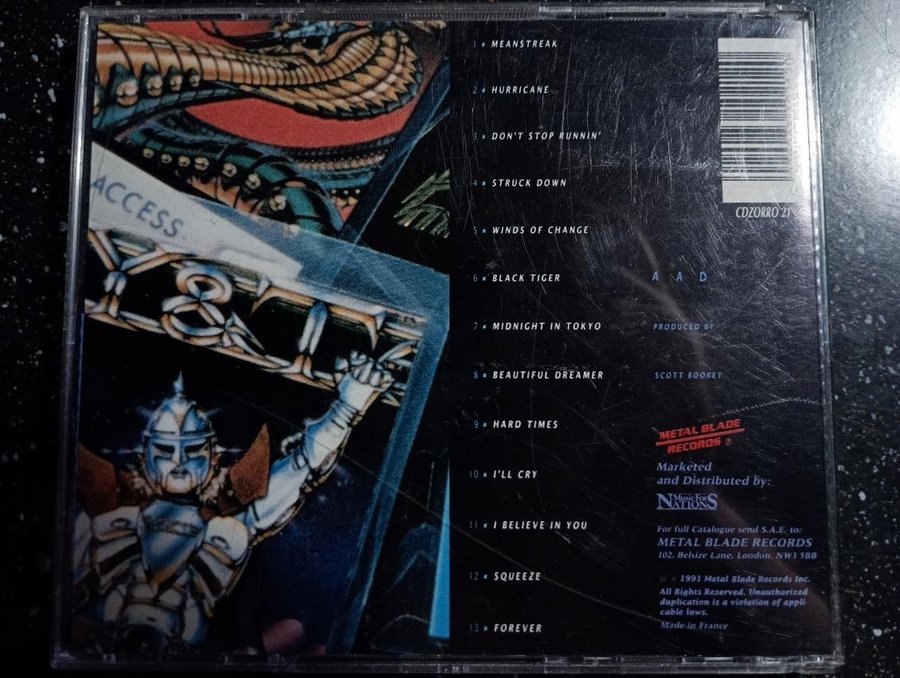 ACCESS
Y&T
1 ▪ MEANSTREAK
2 ▪ HURRICANE
3 ▪ DON'T STOP RUNNIN'
4 ▪ STRUCK DOWN
5 ▪ WINDS OF CHANGE
6 ▪ BLACK TIGER
7 ▪ MIDNIGHT IN TOKYO
8 ▪ BEAUTIFUL DREAMER
9 ▪ HARD TIMES
10 ▪ I'LL CRY
11 ▪ I BELIEVE IN YOU
12 ▪ SQUEEZE
13 ▪ FOREVER
CDZORRO 21
A A D
PRODUCED BY
SCOTT BOOREY
METAL BLADE
RECORDS ®
Marketed
and Distributed by:
Music For
NATIONS
For full Catalogue send S.A.E. to:
METAL BLADE RECORDS
102, Belsize Lane, London, NW3 5BB
- 1991 Metal Blade Records Inc.
All Rights Reserved. Unauthorized
duplication is a violation of appli-
cable laws.
Made in France